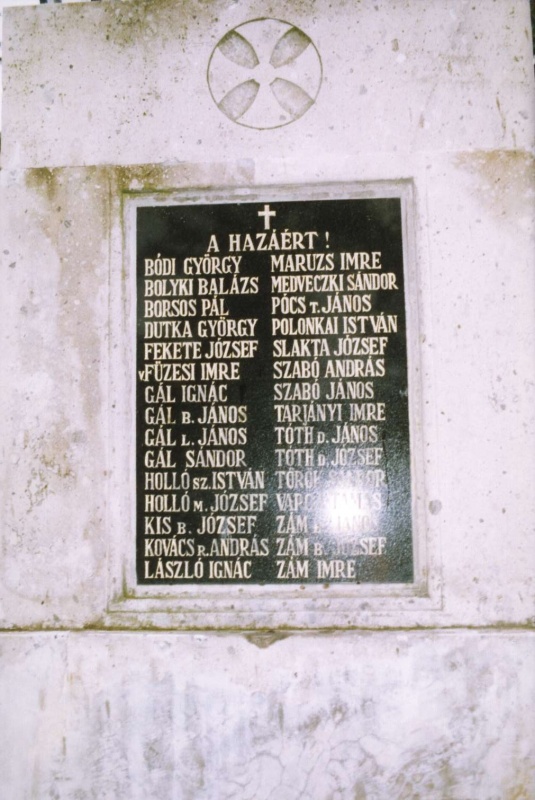 A HAZÁÉRT !
BÓDI GYÖRGY
BOLYKI BALÁZS
BORSOS PÁL
DUTKA GYÖRGY
FEKETE JÓZSEF
v.FÜZESI IMRE
GÁL IGNÁC
GÁL B. JÁNOS
GÁL L. JÁNOS
GÁL SÁNDOR
HOLLÓ SZ. ISTVÁN
HOLLÓ M. JÓZSEF
KIS B. JÓZSEF
KOVÁCS R. ANDRÁS
LÁSZLÓ IGNÁC
MARUZS IMRE
MEDVECZKI SÁNDOR
PÓCS T. JÁNOS
POLONKAI ISTVÁN
SLAKTA JÓZSEF
SZABÓ ANDRÁS
SZABÓ JÁNOS
TARJÁNYI IMRE
TÓTH D. JÁNOS
TÓTH D. JÓZSEF
TÖRÖK SÁNDOR
ZÁM JÁNOS
ZÁM B. JÓZSEF
ZÁM IMRE